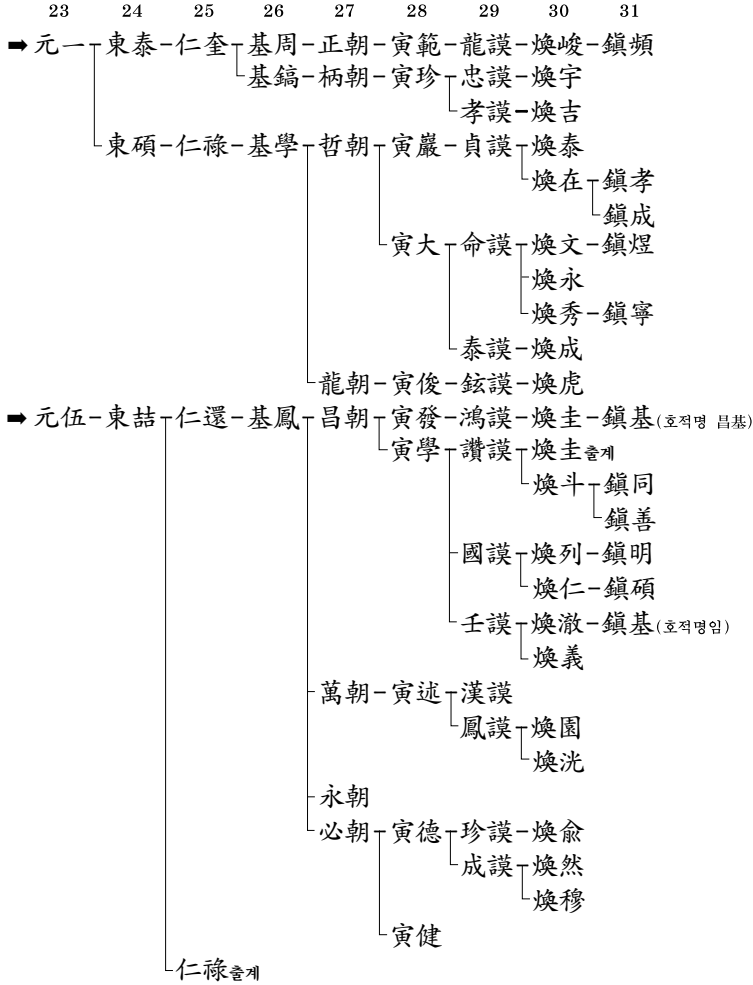 23 24 25 26 27 28 29 30 31
➡ 元一 東泰 仁奎 基周 正朝 寅範 龍謨 煥峻 鎭頻
基鎬 柄朝 寅珍 忠謨 煥宇
孝謨 煥吉
東碩 仁祿 基學 哲朝 寅巖 貞謨 煥泰
煥在 鎭孝
鎭成
寅大 命謨 煥文 鎭煜
煥永
煥秀 鎭寧
泰謨 煥成
龍朝 寅俊 鉉謨 煥虎
➡ 元伍 東喆 仁還 基鳳 昌朝 寅發 鴻謨 煥圭 鎭基(호적명 昌基)
寅學 讚謨 煥圭출계
煥斗 鎭同
鎭善
國謨 煥列 鎭明
煥仁 鎭碩
壬謨 煥澈 鎭基(호적명임)
煥義
萬朝 寅述 漢謨
鳳謨 煥園
煥洸
永朝
必朝 寅德 珍謨 煥兪
成謨 煥然
煥穆
寅健
仁祿출계